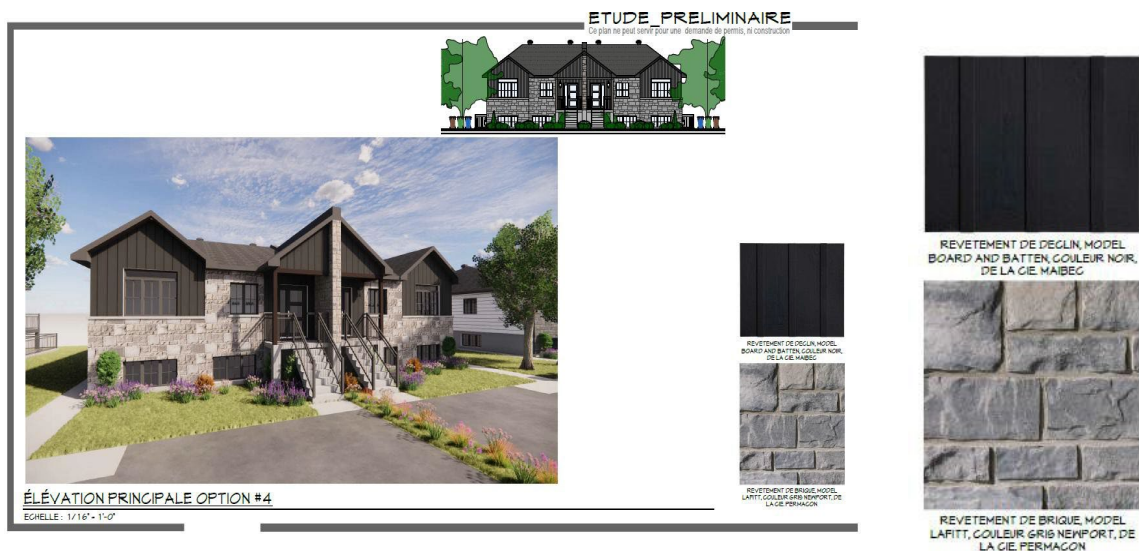 ETUDE_PRELIMINAIRE
Ce plan ne peut servir pour une demande de permis, ni construction
REVETEMENT DE DECLIN, MODEL
BOARD AND BATTEN, COULEUR NOIR,
DE LA CIE. MAIBEC
REVETEMENT DE BRIQUE, MODEL
LAFITT, COULEUR GRIS NEWPORT, DE
LA CIE. PERMACON
ÉLÉVATION PRINCIPALE OPTION #4
ECHELLE : 1/16" - 1'-0"
REVETEMENT DE DECLIN, MODEL
BOARD AND BATTEN, COULEUR NOIR,
DE LA CIE. MAIBEC
REVETEMENT DE BRIQUE, MODEL
LAFITT, COULEUR GRIS NEWPORT, DE
LA CIE. PERMACON